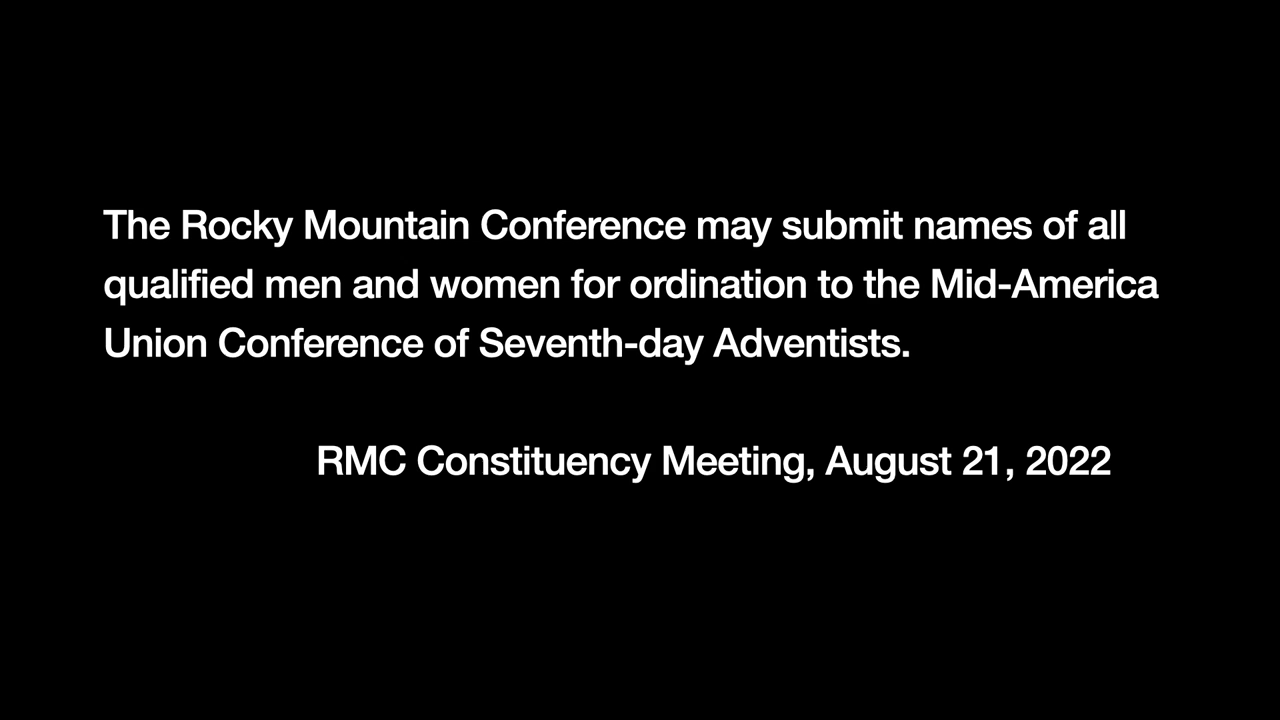 The Rocky Mountain Conference may submit names of all
qualified men and women for ordination to the Mid-America
Union Conference of Seventh-day Adventists.
RMC Constituency Meeting, August 21, 2022